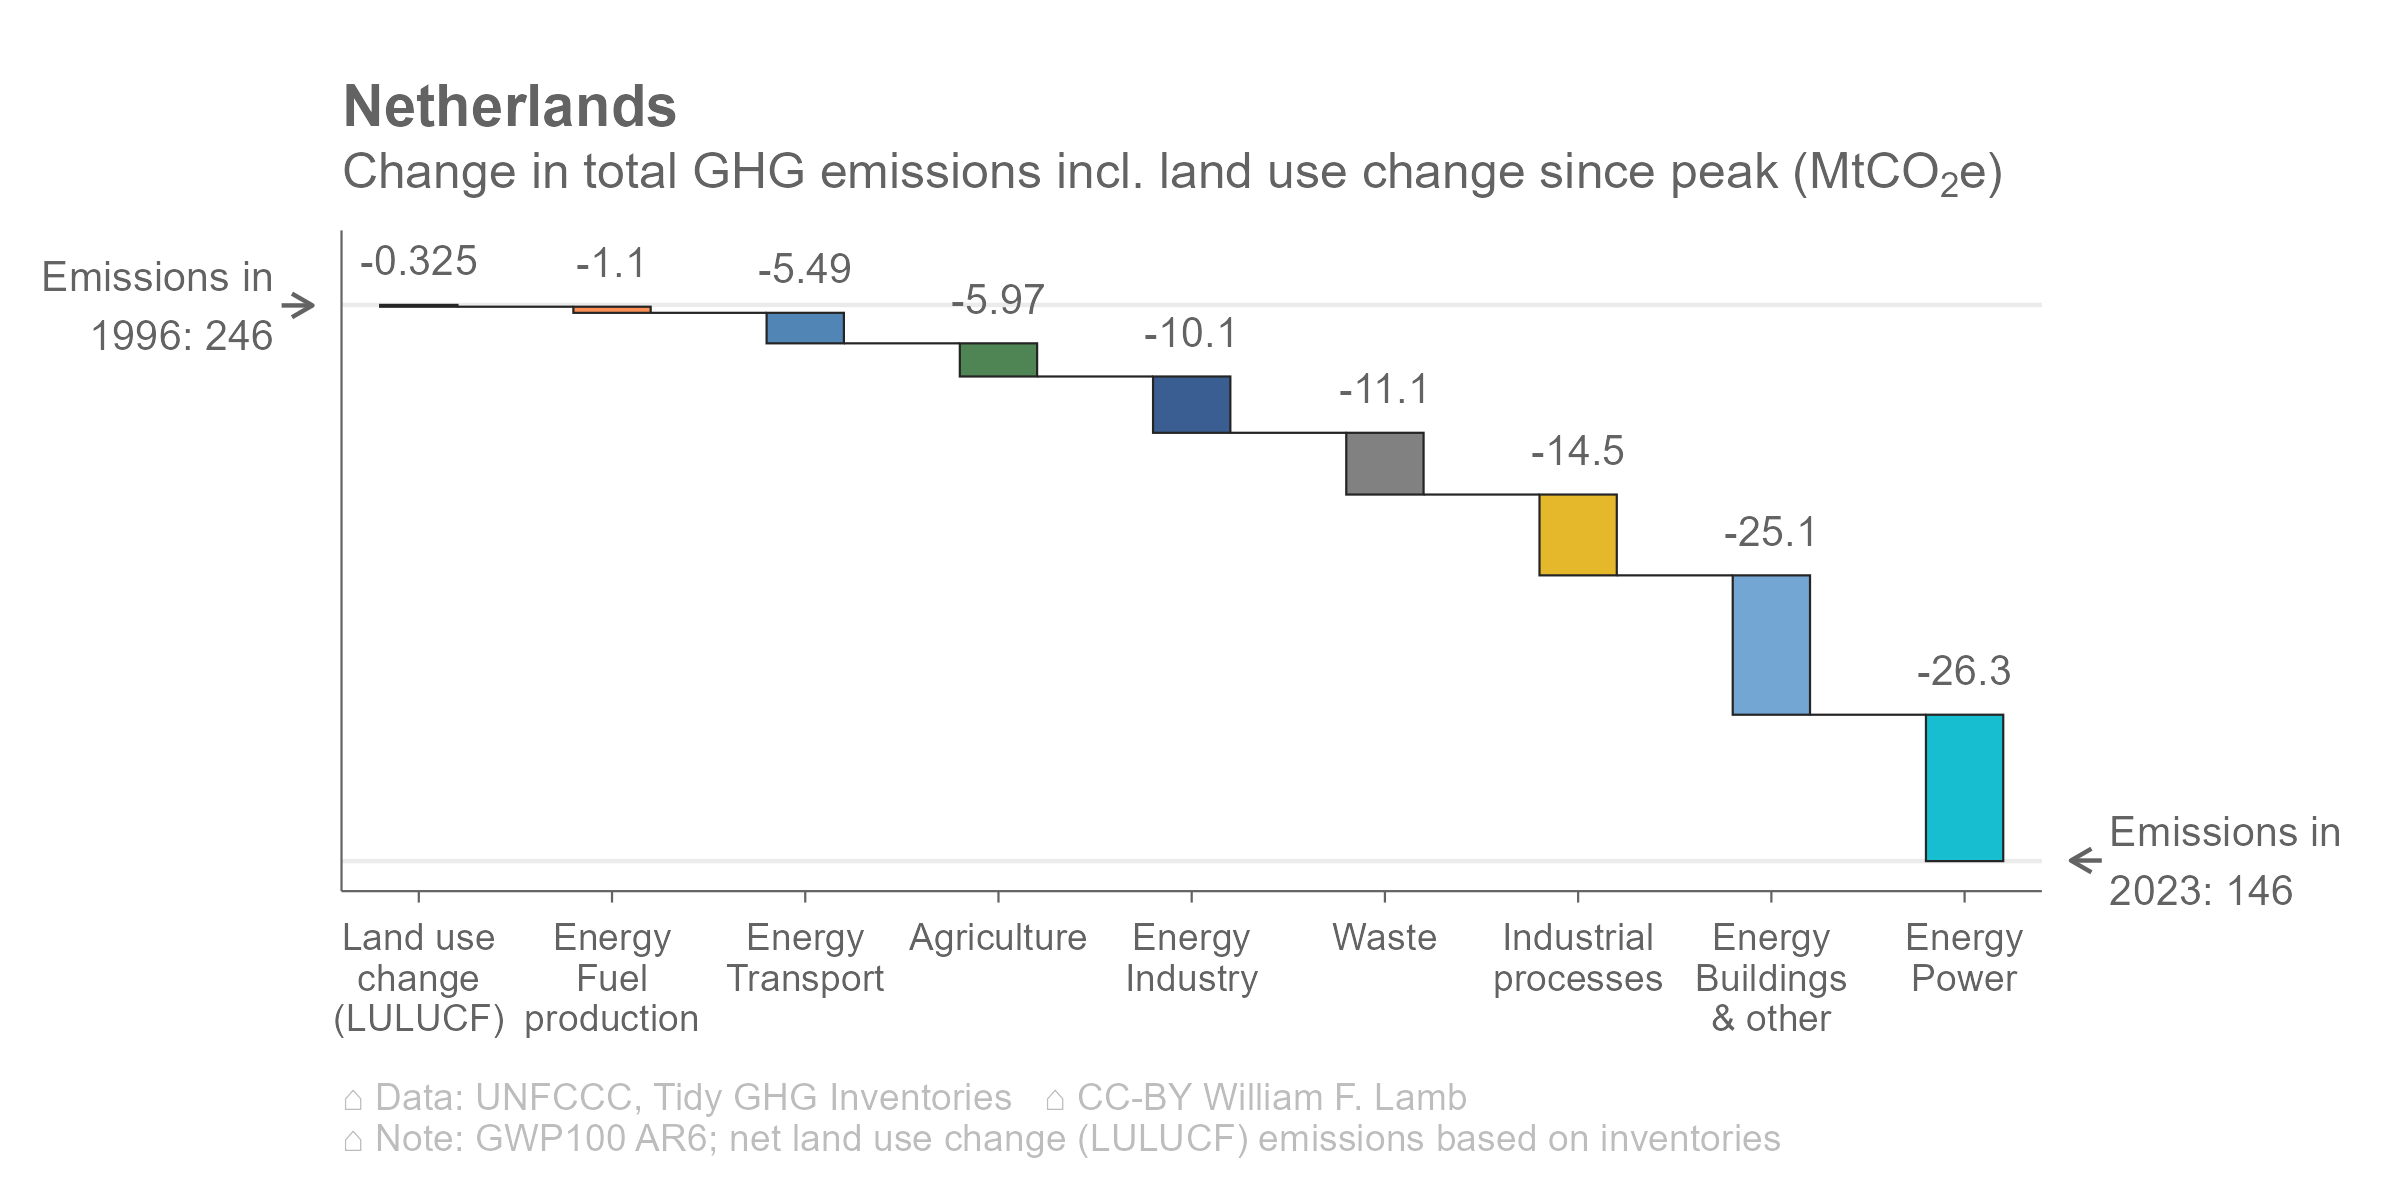 Netherlands
Change in total GHG emissions incl. land use change since peak (MtCO₂e)
Emissions in
1996: 246
-0.325
-1.1
-5.49
-5.97
-10.1
-11.1
-14.5
-25.1
-26.3
Emissions in
2023: 146
Land use
change
(LULUCF)
Energy
Fuel
production
Energy
Transport
Agriculture
Energy
Industry
Waste
Industrial
processes
Energy
Buildings
& other
Energy
Power
⌂ Data: UNFCCC, Tidy GHG Inventories ⌂ CC-BY William F. Lamb
⌂ Note: GWP100 AR6; net land use change (LULUCF) emissions based on inventories